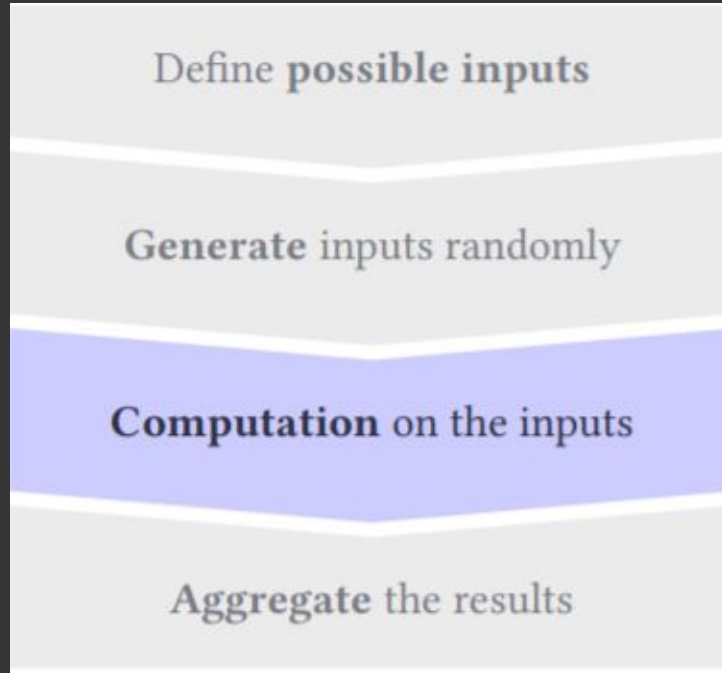 Define possible inputs
Generate inputs randomly
Computation on the inputs
Aggregate the results